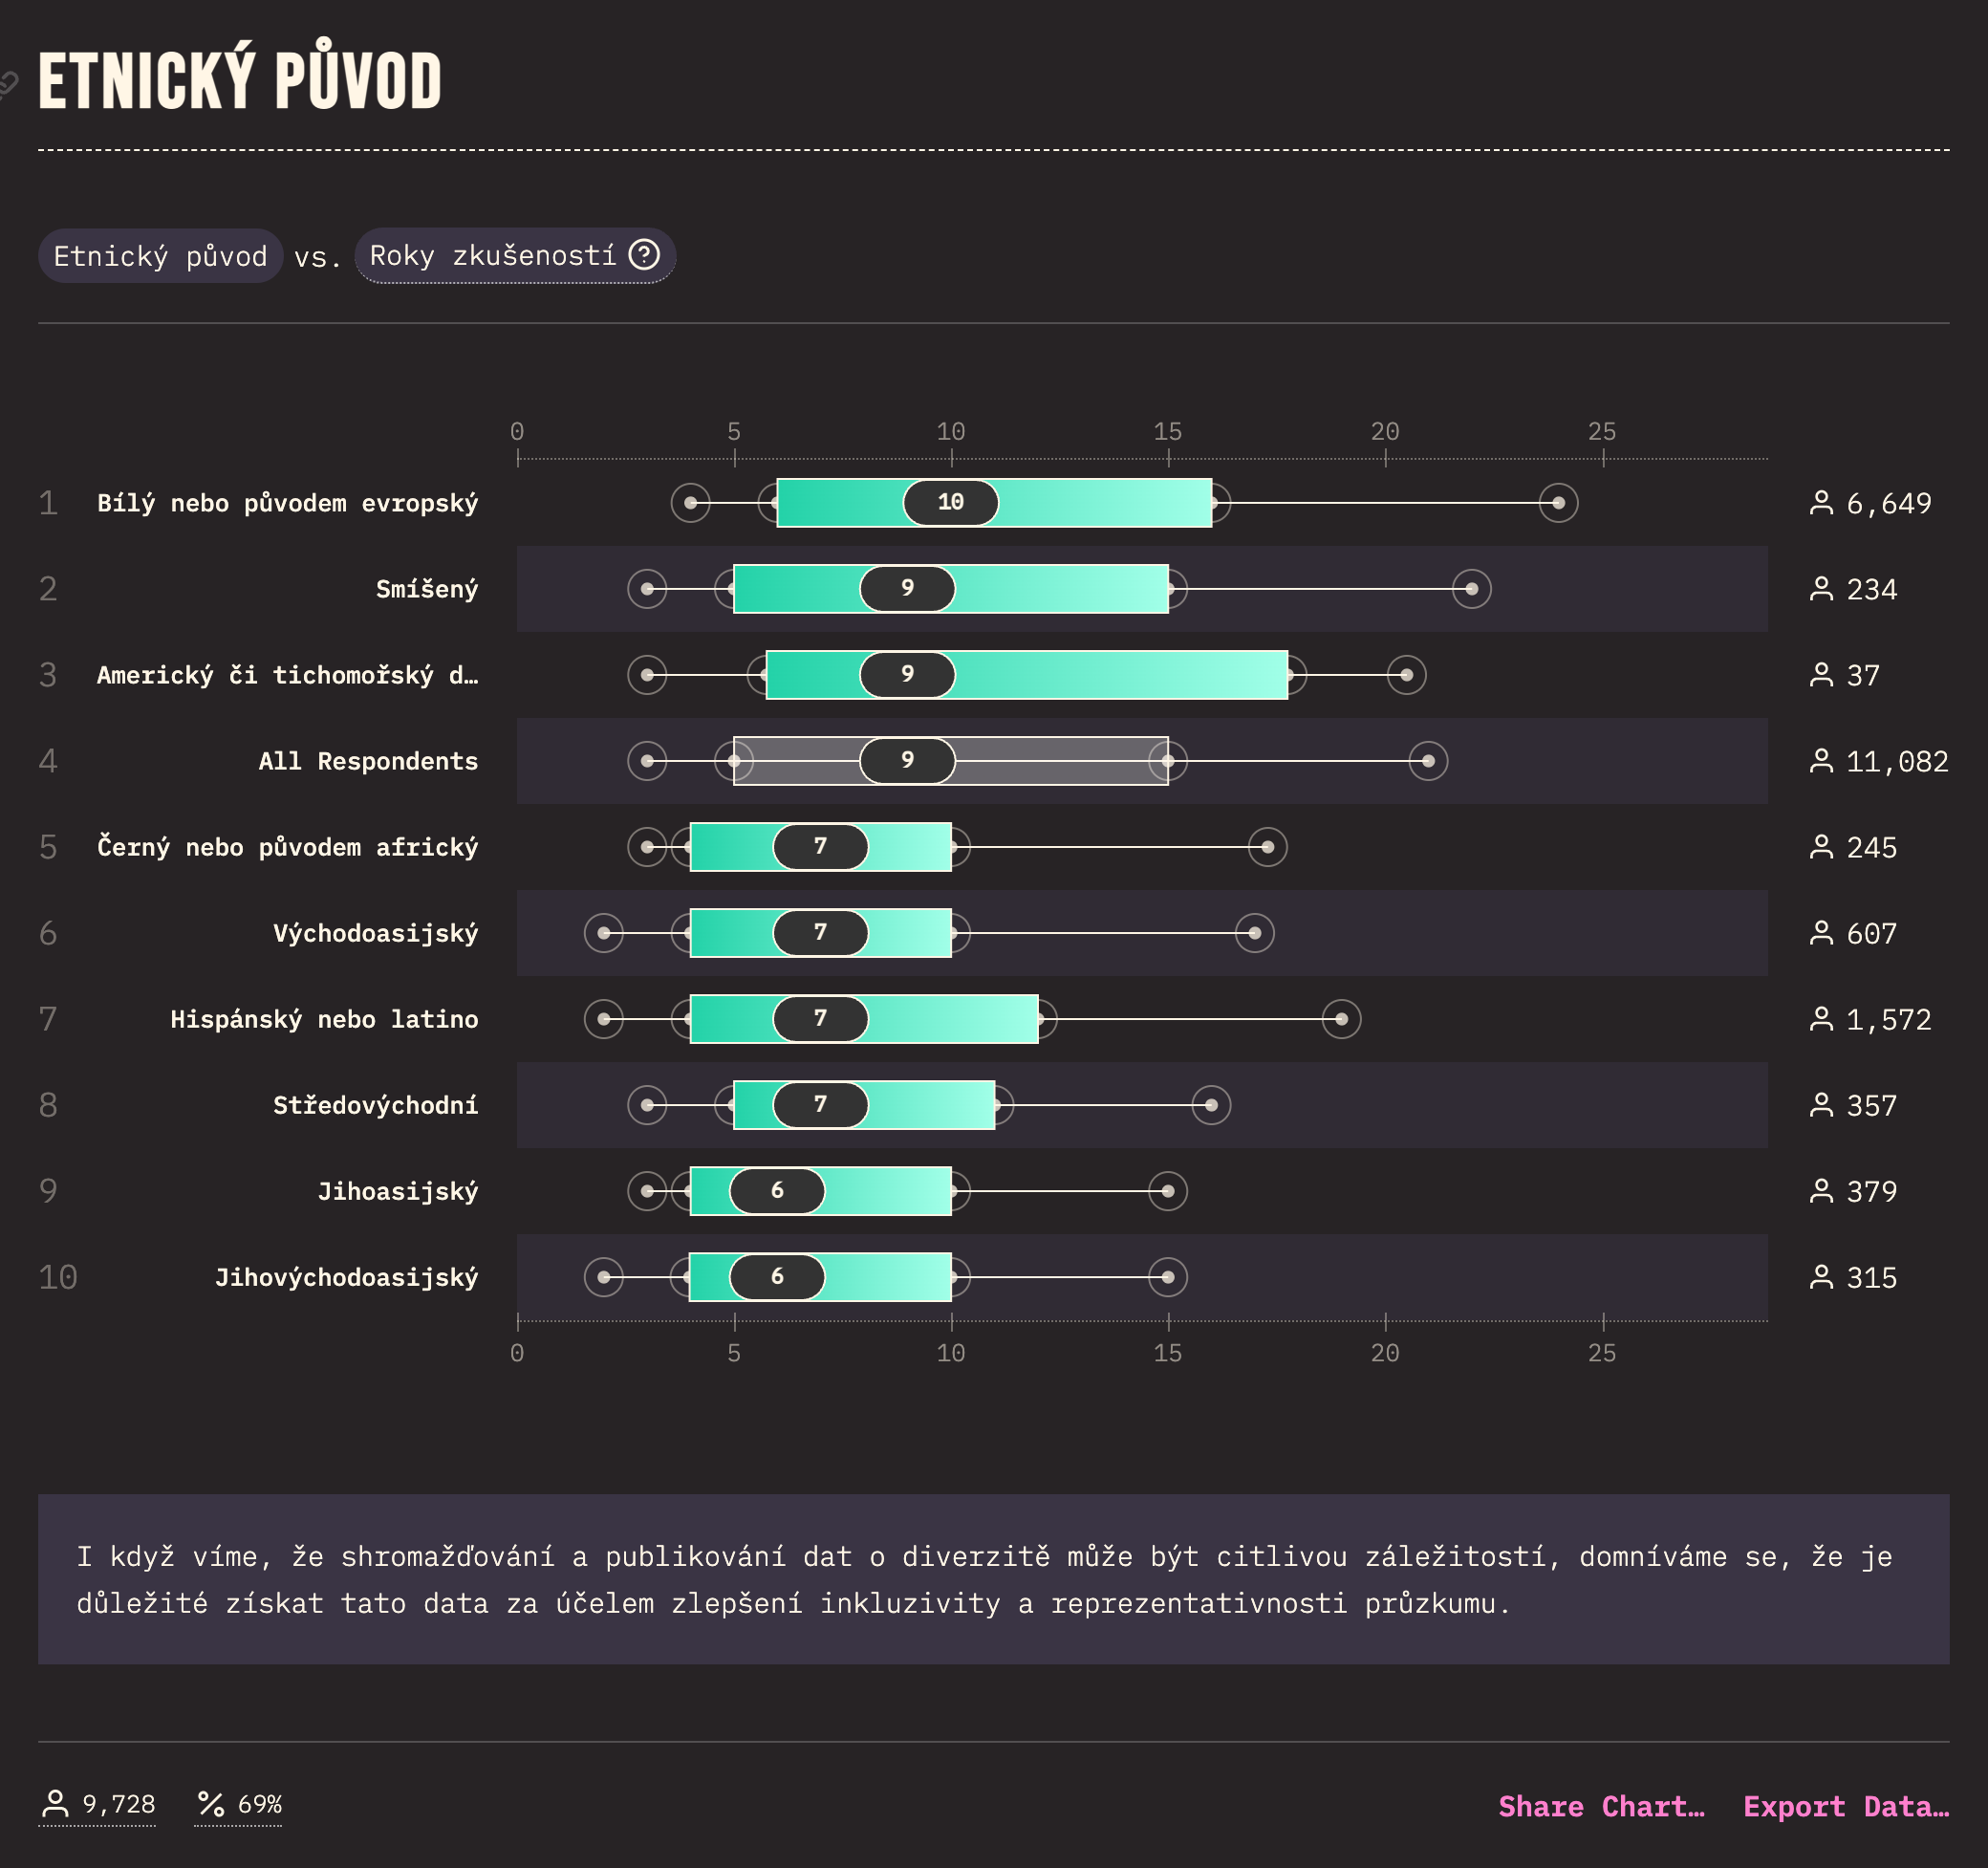 ETNICKÝ PŮVOD
Etnický původ vs. Roky zkušeností ?
0 5 10 15 20 25
1 Bílý nebo původem evropský 10 6,649
2 Smíšený 9 234
3 Americký či tichomořský d… 9 37
4 All Respondents 9 11,082
5 Černý nebo původem africký 7 245
6 Východoasijský 7 607
7 Hispánský nebo latino 7 1,572
8 Středovýchodní 7 357
9 Jihoasijský 6 379
10 Jihovýchodoasijský 6 315
0 5 10 15 20 25
I když víme, že shromažďování a publikování dat o diverzitě může být citlivou záležitostí, domníváme se, že je
důležité získat tato data za účelem zlepšení inkluzivity a reprezentativnosti průzkumu.
9,728 69% Share Chart… Export Data…